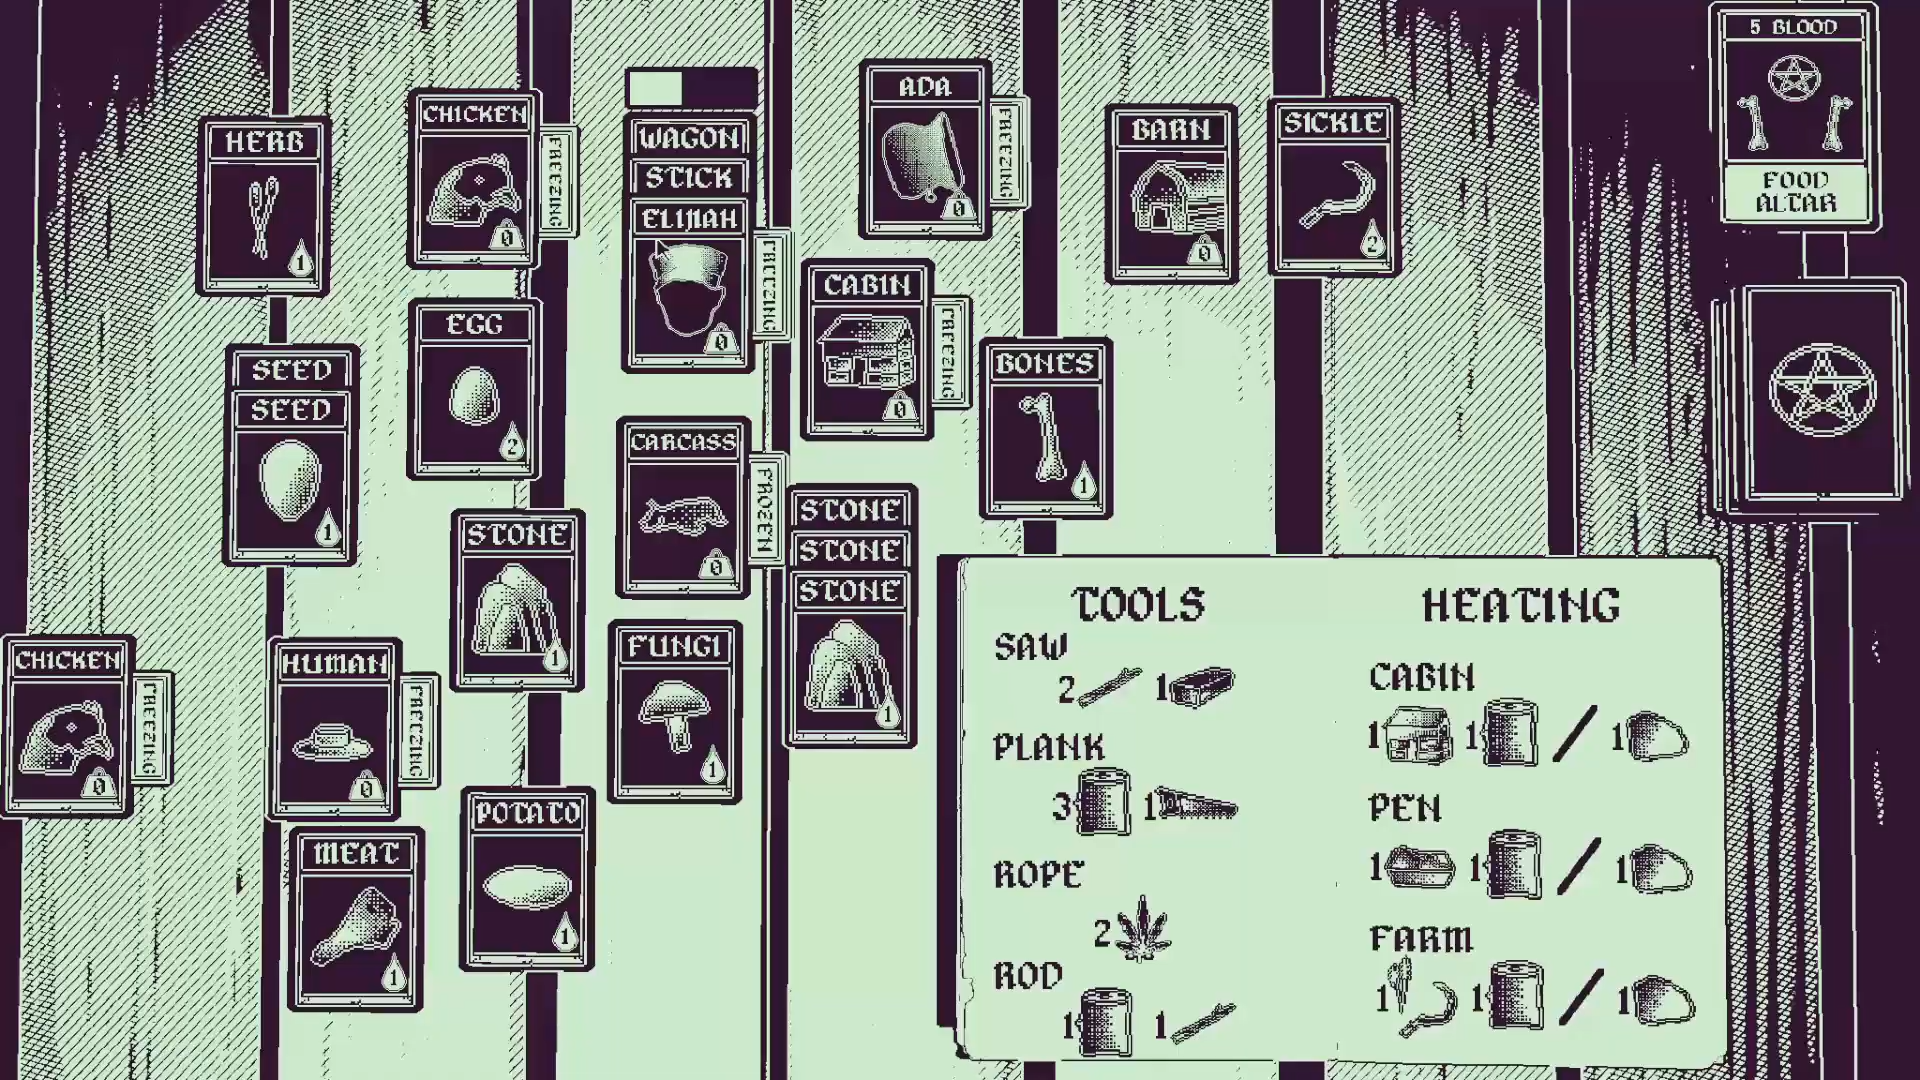 5 BLOOD
FOOD
ALTAR
HERB
1
CHICKEN
FREEZING
0
WAGON
STICK
ELIJAH
FREEZING
0
ADA
FREEZING
0
BARN
0
SICKLE
2
CABIN
FREEZING
0
EGG
2
SEED
SEED
1
BONES
1
CARCASS
FROZEN
0
STONE
1
STONE
STONE
STONE
1
CHICKEN
FREEZING
0
HUMAN
FREEZING
0
FUNGI
1
MEAT
1
POTATO
1
TOOLS
SAW
2 1
PLANK
3 1
ROPE
2
ROD
1 1
HEATING
CABIN
1 1 / 1
PEN
1 1 / 1
FARM
1 1 / 1